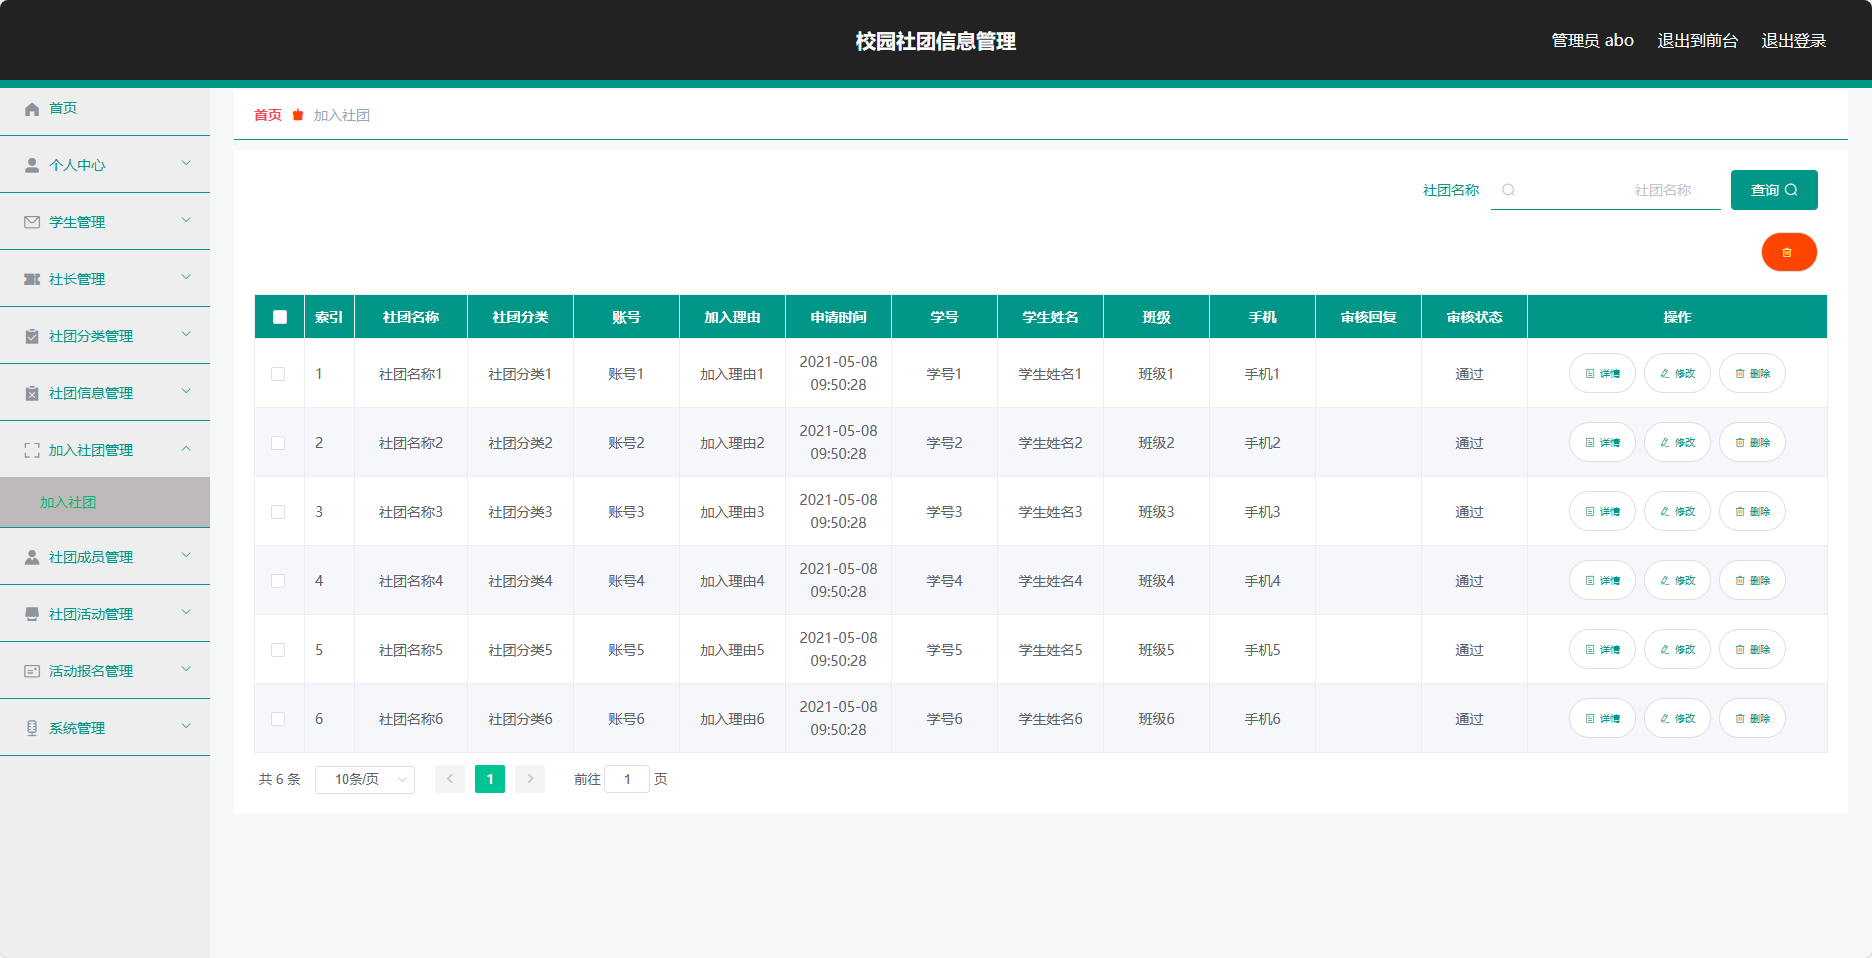 校园社团信息管理
管理员 abo 退出到前台 退出登录
首页
个人中心
学生管理
社长管理
社团分类管理
社团信息管理
加入社团管理
加入社团
社团成员管理
社团活动管理
活动报名管理
系统管理
首页 加入社团
社团名称 社团名称 查询
索引 社团名称 社团分类 账号 加入理由 申请时间 学号 学生姓名 班级 手机 审核回复 审核状态 操作
1 社团名称1 社团分类1 账号1 加入理由1 2021-05-08 09:50:28 学号1 学生姓名1 班级1 手机1 通过 详情 修改 删除
2 社团名称2 社团分类2 账号2 加入理由2 2021-05-08 09:50:28 学号2 学生姓名2 班级2 手机2 通过 详情 修改 删除
3 社团名称3 社团分类3 账号3 加入理由3 2021-05-08 09:50:28 学号3 学生姓名3 班级3 手机3 通过 详情 修改 删除
4 社团名称4 社团分类4 账号4 加入理由4 2021-05-08 09:50:28 学号4 学生姓名4 班级4 手机4 通过 详情 修改 删除
5 社团名称5 社团分类5 账号5 加入理由5 2021-05-08 09:50:28 学号5 学生姓名5 班级5 手机5 通过 详情 修改 删除
6 社团名称6 社团分类6 账号6 加入理由6 2021-05-08 09:50:28 学号6 学生姓名6 班级6 手机6 通过 详情 修改 删除
共 6 条 10条/页 1 前往 1 页